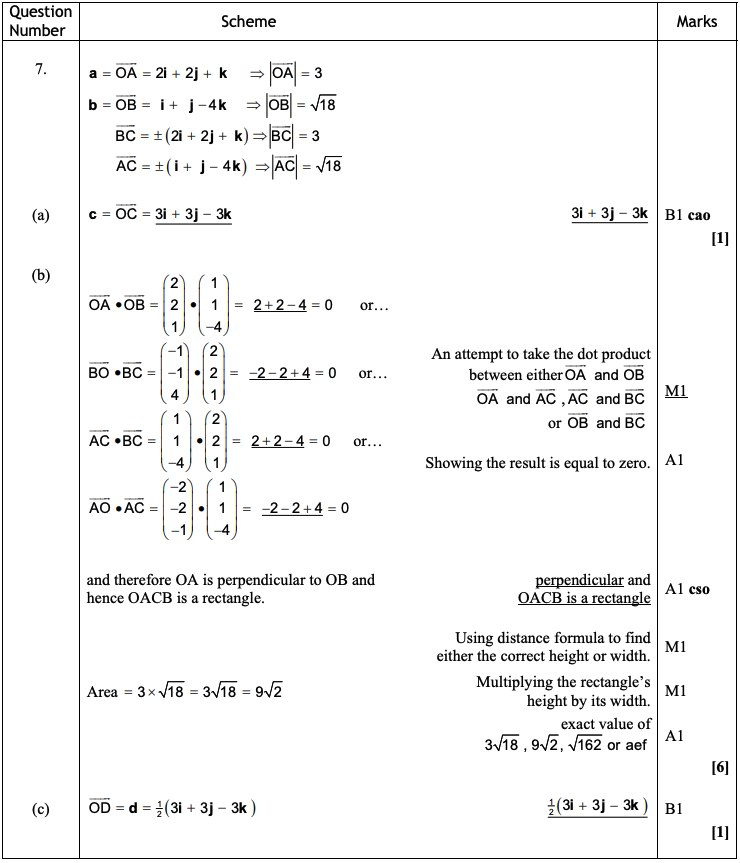 Question Number Scheme Marks
7.
a = OA = 2i + 2j + k ⇒ |OA| = 3
b = OB = i + j – 4k ⇒ |OB| = √18
BC = ±(2i + 2j + k) ⇒ |BC| = 3
AC = ±(i + j – 4k) ⇒ |AC| = √18
(a) c = OC = 3i + 3j – 3k 3i + 3j – 3k B1 cao
[1]
(b)
OA • OB = (2 2 1) • (1 1 –4) = 2 + 2 – 4 = 0 or…
BO • BC = (–1 –1 4) • (2 2 1) = –2 – 2 + 4 = 0 or…
An attempt to take the dot product
between either OA and OB
OA and AC , AC and BC
or OB and BC
M1
AC • BC = (1 1 –4) • (2 2 1) = 2 + 2 – 4 = 0 or…
Showing the result is equal to zero. A1
AO • AC = (–2 –2 –1) • (1 1 –4) = –2 – 2 + 4 = 0
and therefore OA is perpendicular to OB and
hence OACB is a rectangle.
perpendicular and
OACB is a rectangle
A1 cso
Using distance formula to find
either the correct height or width.
M1
Area = 3 × √18 = 3√18 = 9√2
Multiplying the rectangle's
height by its width.
M1
exact value of
3√18 , 9√2, √162 or aef
A1
[6]
(c) OD = d = ½(3i + 3j – 3k) ½(3i + 3j – 3k) B1
[1]